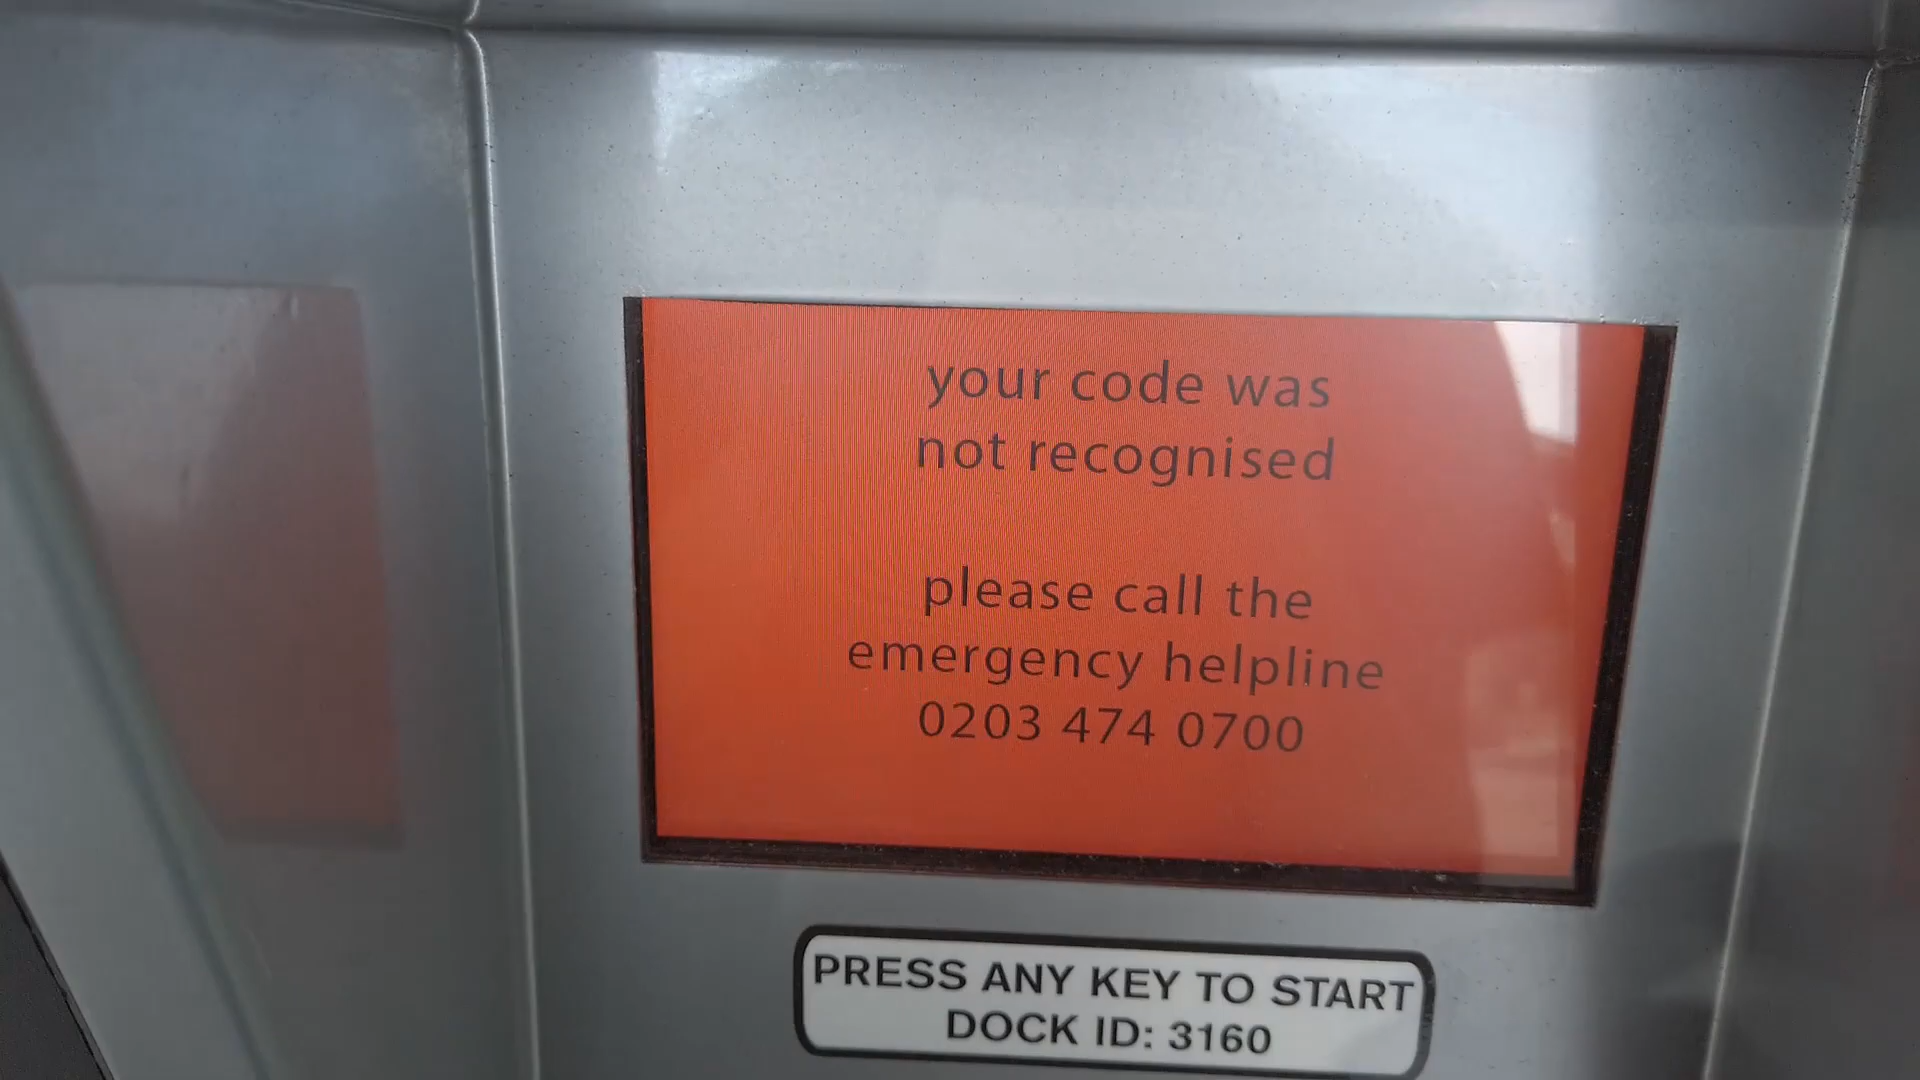 your code was
not recognised
please call the
emergency helpline
0203 474 0700
PRESS ANY KEY TO START
DOCK ID: 3160